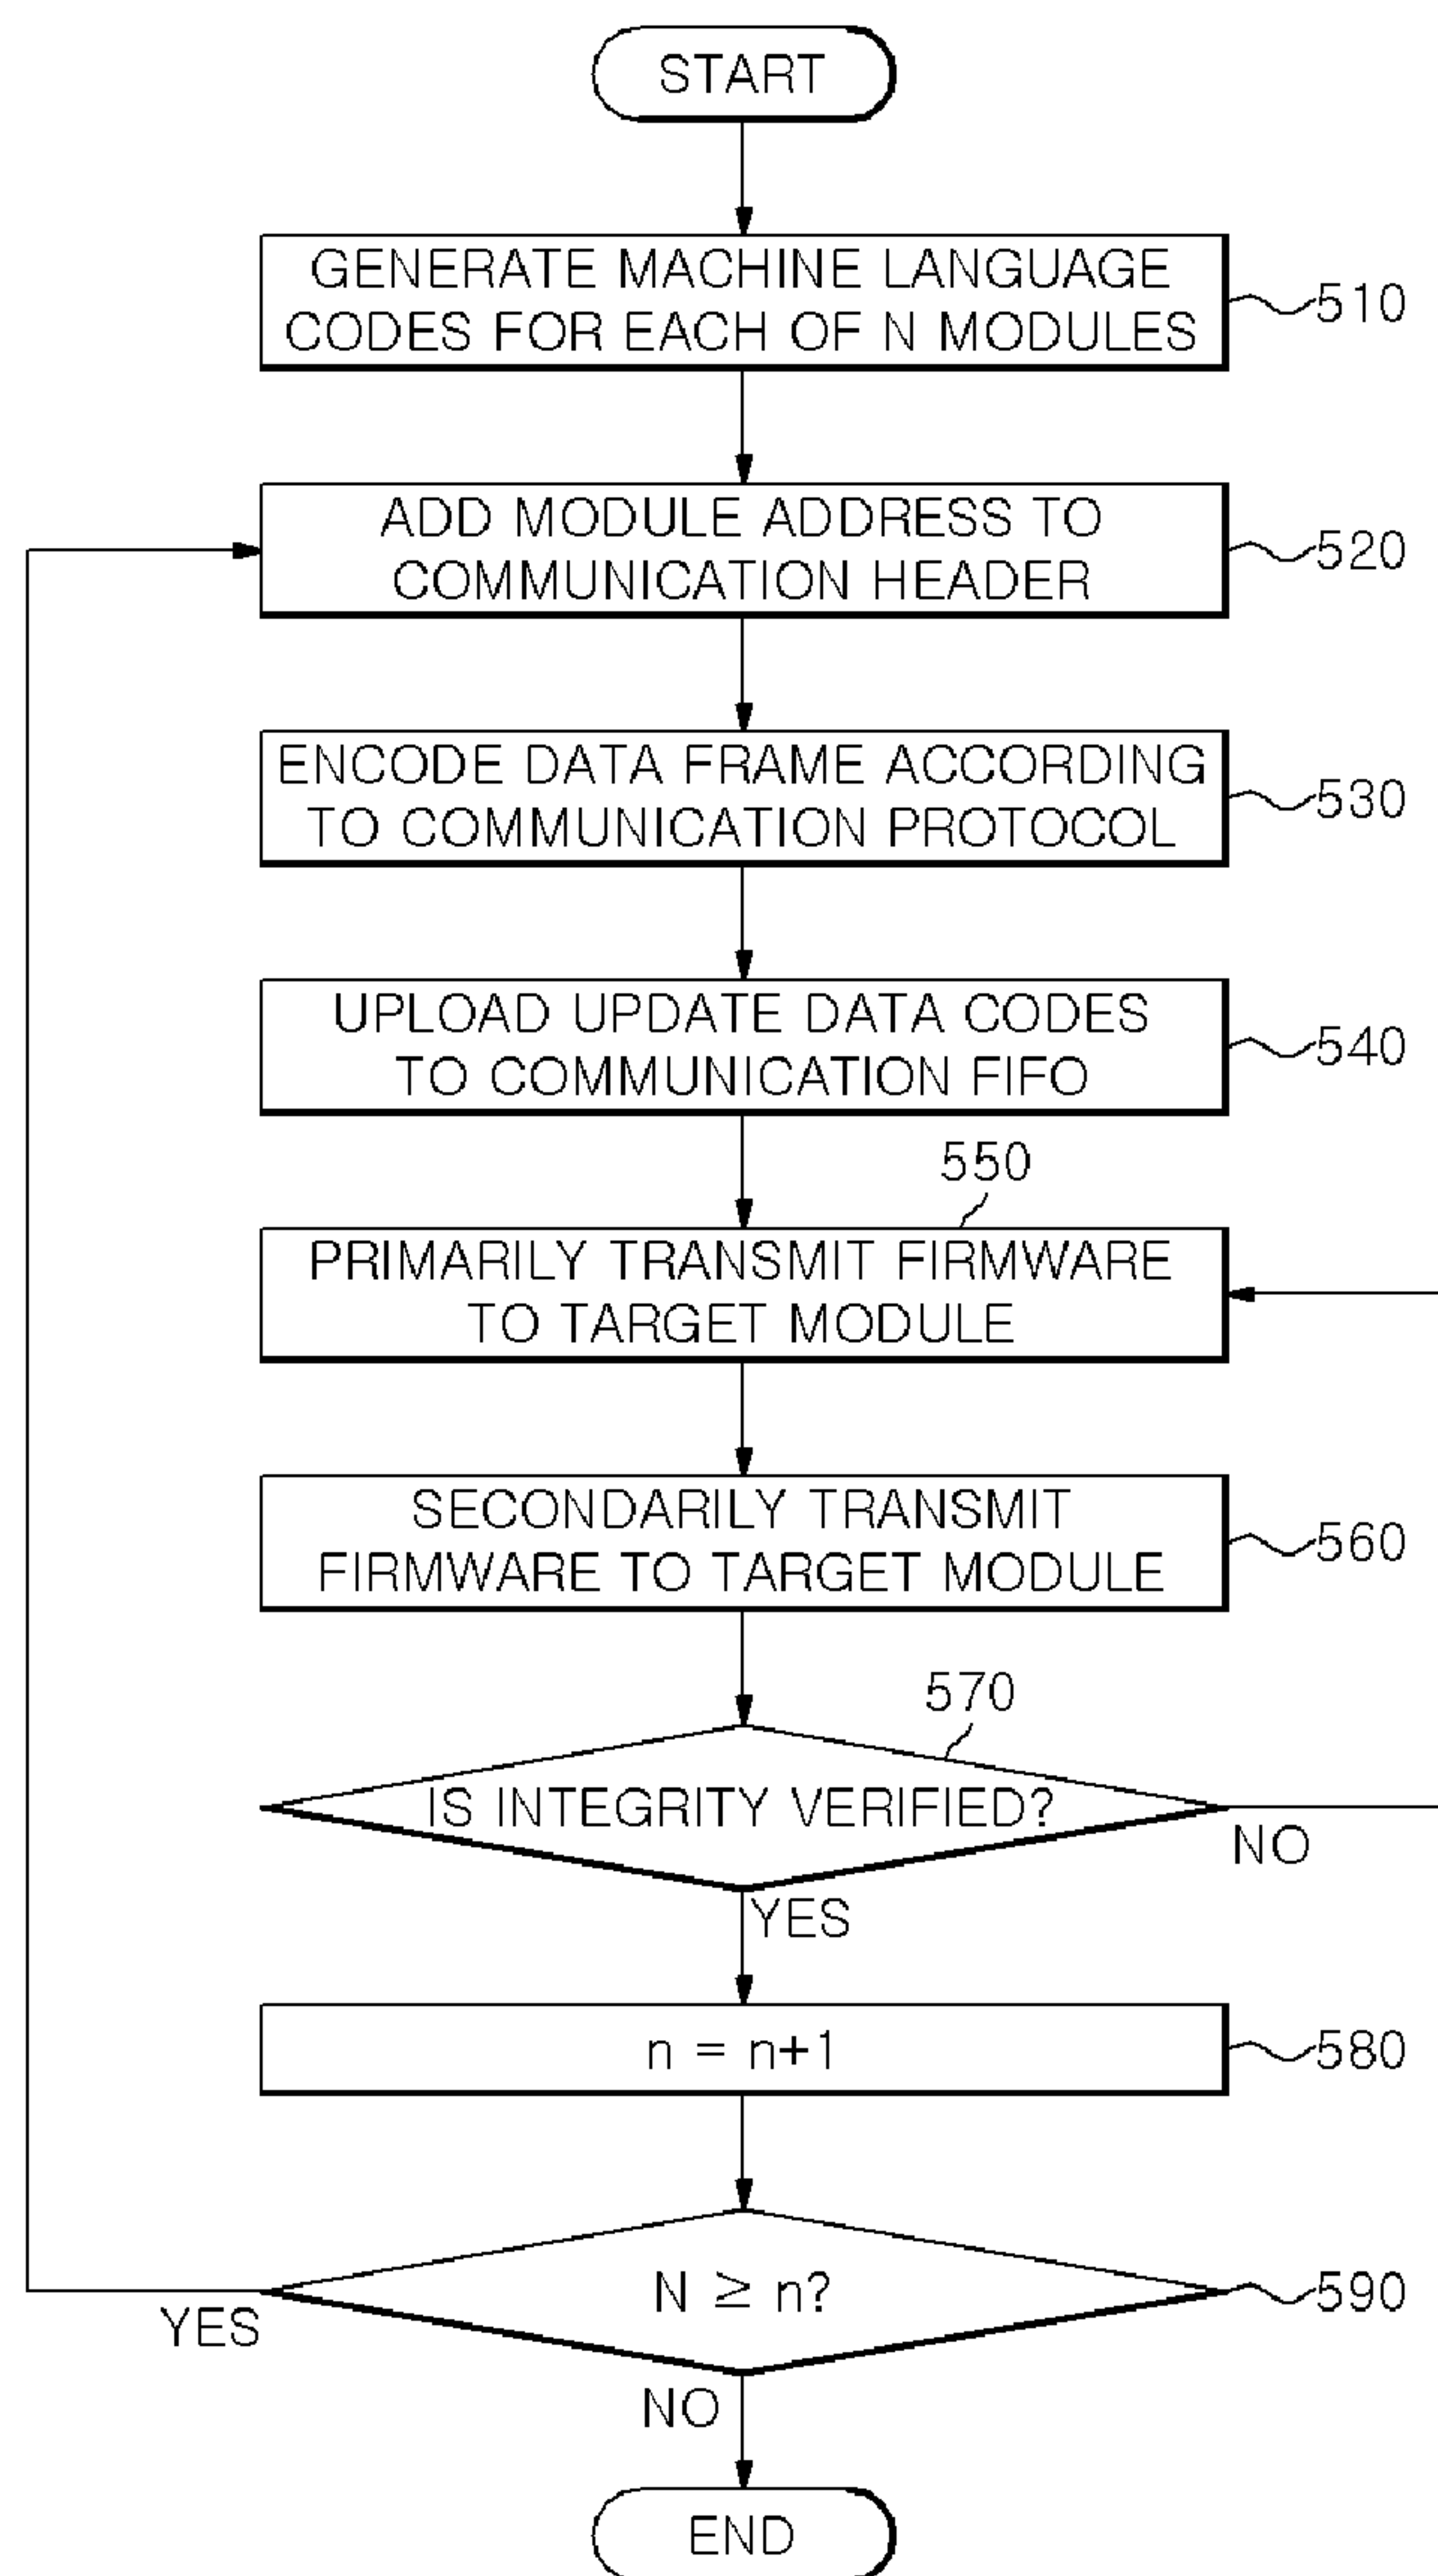 START
GENERATE MACHINE LANGUAGE
CODES FOR EACH OF N MODULES
510
ADD MODULE ADDRESS TO
COMMUNICATION HEADER
520
ENCODE DATA FRAME ACCORDING
TO COMMUNICATION PROTOCOL
530
UPLOAD UPDATE DATA CODES
TO COMMUNICATION FIFO
540
550
PRIMARILY TRANSMIT FIRMWARE
TO TARGET MODULE
SECONDARILY TRANSMIT
FIRMWARE TO TARGET MODULE
560
570
IS INTEGRITY VERIFIED?
NO
YES
n = n+1
580
N ≥ n?
590
YES
NO
END